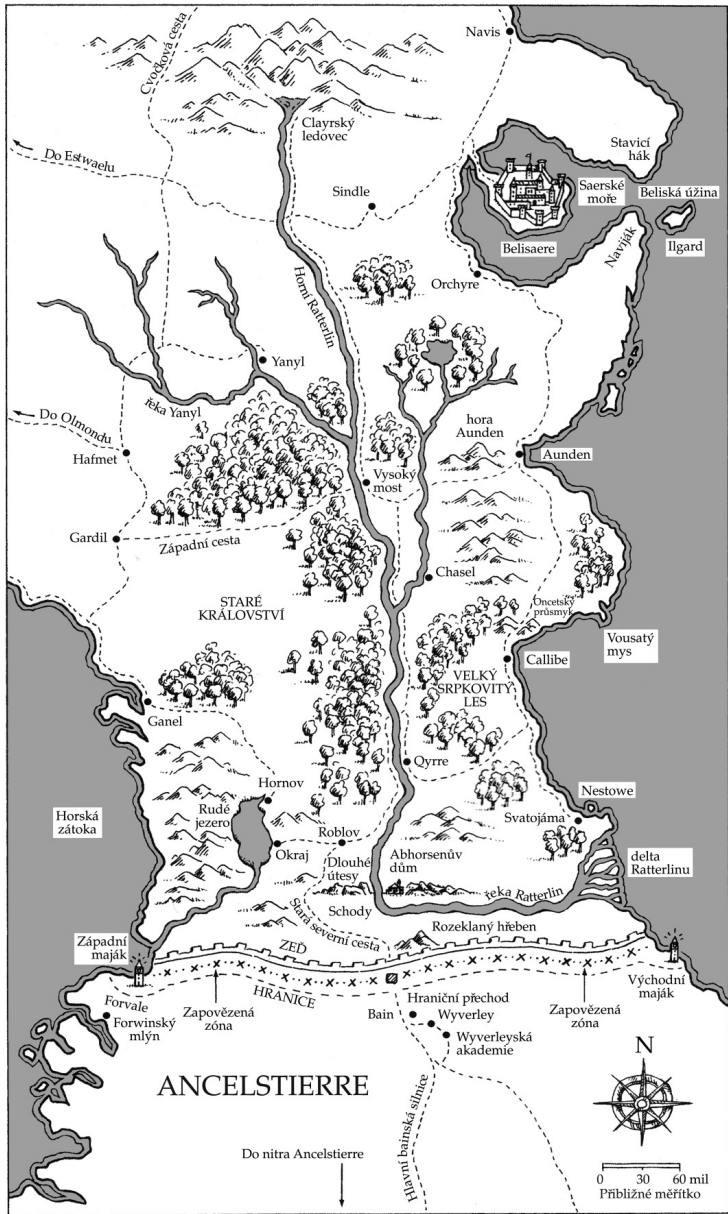 Navis
Cvočková cesta
Clayrský
ledovec
Stavicí
hák
Do Estwaelu
Saerské
moře
Beliská úžina
Sindle
Belisaere
Ilgard
Naviják
Horní Ratterlin
Orchyre
Yanyl
řeka Yanyl
Do Olmondu
hora
Aunden
Hafmet
Aunden
Vysoký
most
Gardil
Západní cesta
Chasel
STARÉ
KRÁLOVSTVÍ
Oncetský
průsmyk
Vousatý
mys
Callibe
VELKÝ
SRPKOVITÝ
LES
Ganel
Qyrre
Hornov
Nestowe
Horská
zátoka
Rudé
jezero
Svatojáma
Roblov
Okraj
Dlouhé
útesy
Abhorsenův
dům
delta
Ratterlinu
řeka Ratterlin
Schody
Stará severní cesta
Rozeklaný hřeben
Západní
maják
ZEĎ
Východní
maják
HRANICE
Forvale
Forwinský
mlýn
Zapovězená
zóna
Bain
Hraniční přechod
Wyverley
Wyverleyská
akademie
Zapovězená
zóna
N
ANCELSTIERRE
Hlavní bainská silnice
Do nitra Ancelstierre
0 30 60 mil
Přibližné měřítko